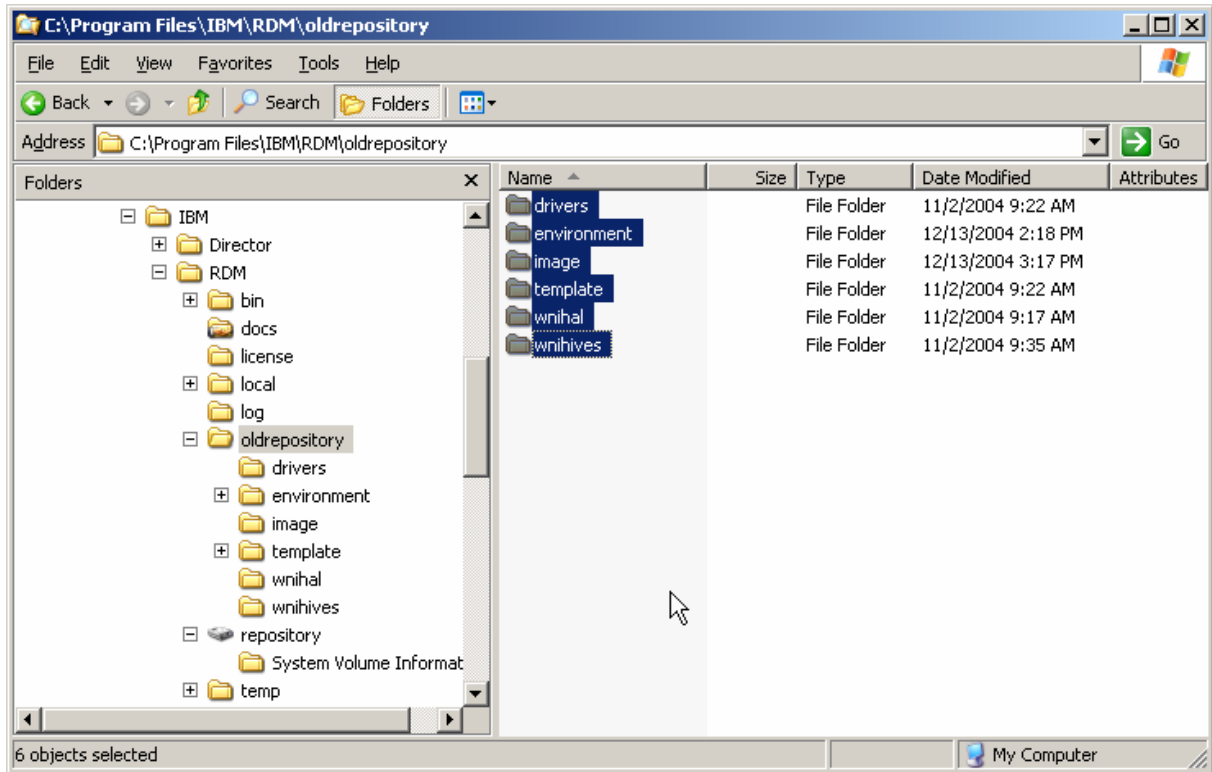 C:\Program Files\IBM\RDM\oldrepository
File Edit View Favorites Tools Help
Back Search Folders
Address C:\Program Files\IBM\RDM\oldrepository Go
Folders x
IBM
Director
RDM
bin
docs
license
local
log
oldrepository
drivers
environment
image
template
wnihal
wnihives
repository
System Volume Informat
temp
Name Size Type Date Modified Attributes
drivers File Folder 11/2/2004 9:22 AM
environment File Folder 12/13/2004 2:18 PM
image File Folder 12/13/2004 3:17 PM
template File Folder 11/2/2004 9:22 AM
wnihal File Folder 11/2/2004 9:17 AM
wnihives File Folder 11/2/2004 9:35 AM
6 objects selected My Computer